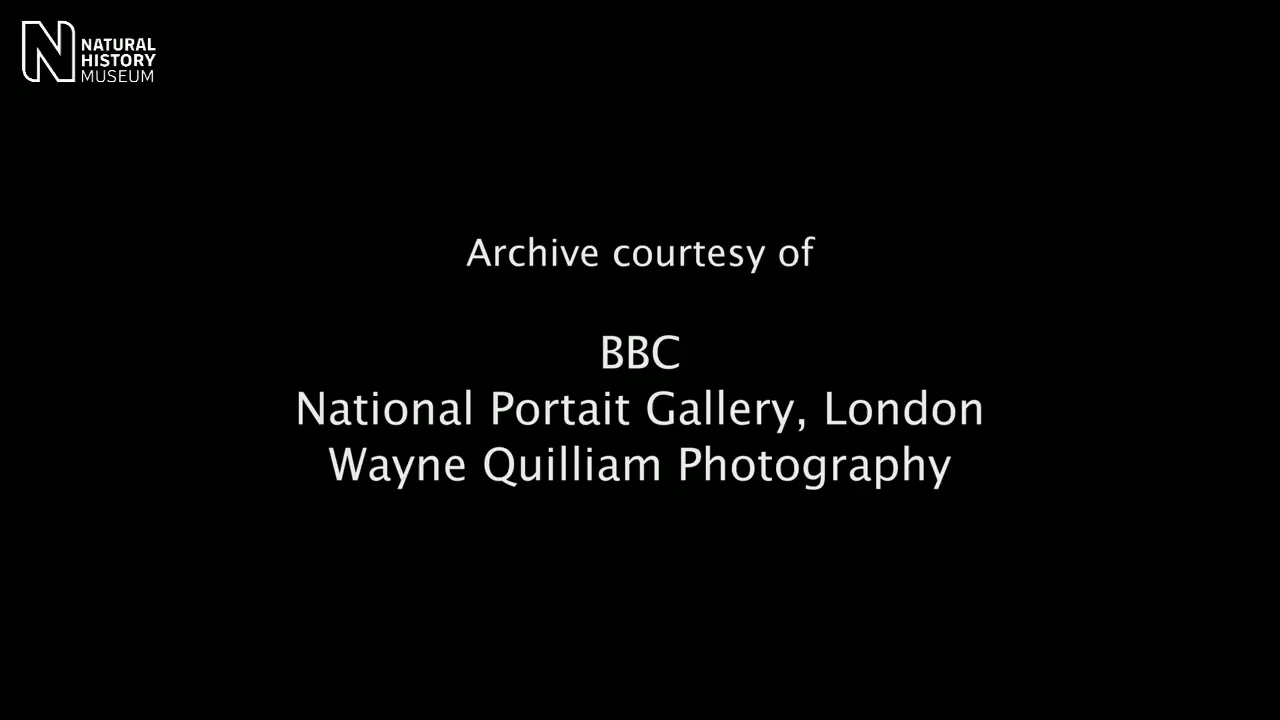 NATURAL
HISTORY
MUSEUM
Archive courtesy of
BBC
National Portait Gallery, London
Wayne Quilliam Photography